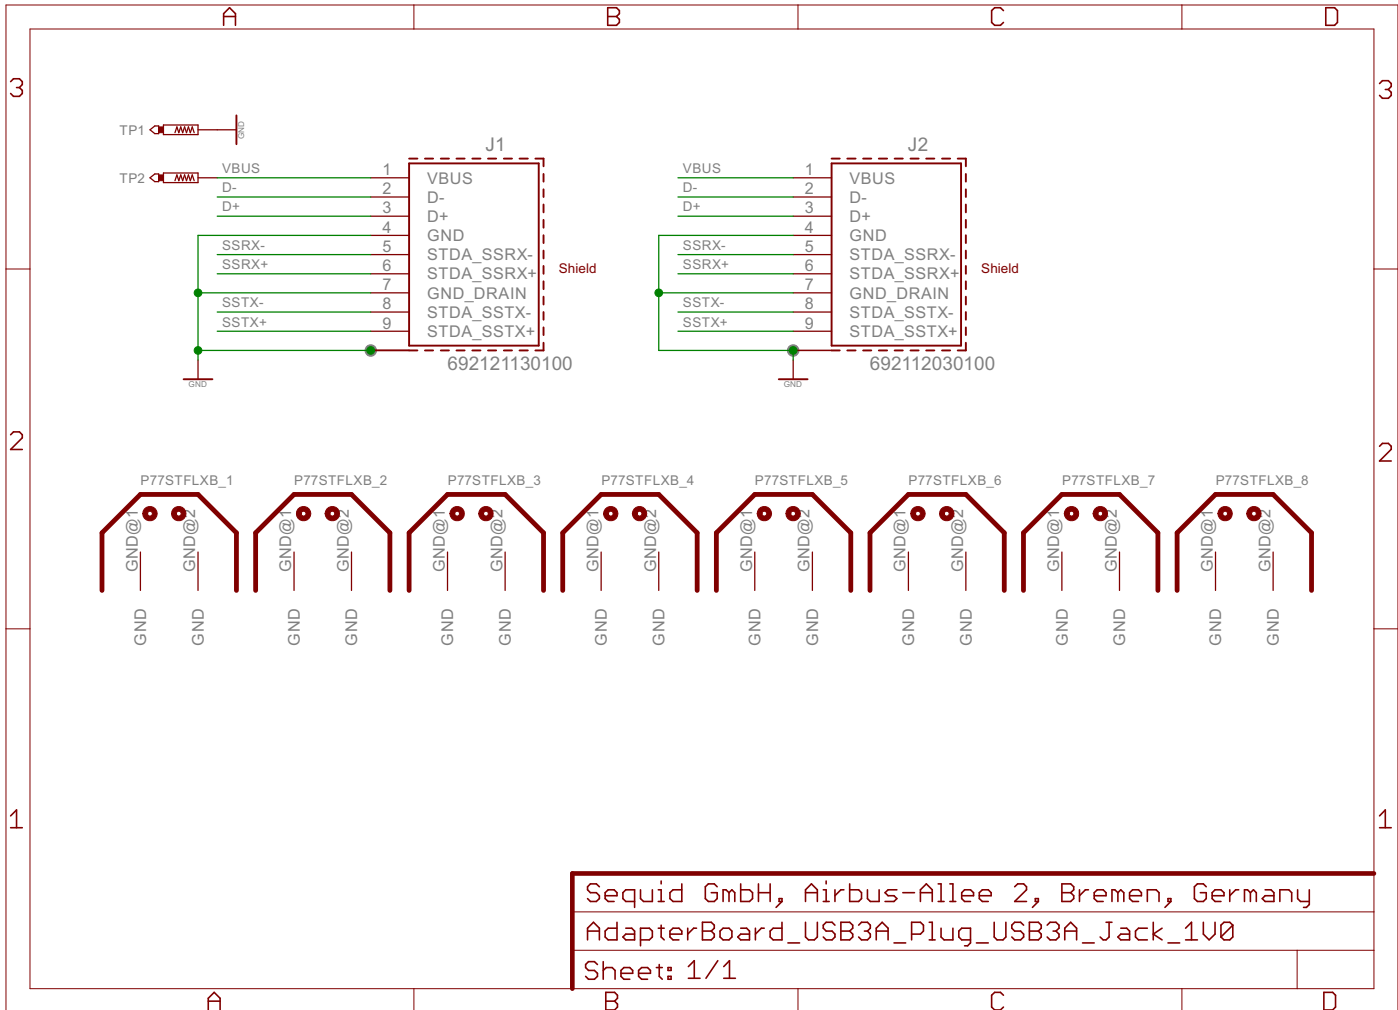 A B C D
3 3
TP1 GND
TP2
J1
VBUS 1 VBUS
D- 2 D-
D+ 3 D+
4 GND
SSRX- 5 STDA_SSRX-
SSRX+ 6 STDA_SSRX+
7 GND_DRAIN
SSTX- 8 STDA_SSTX-
SSTX+ 9 STDA_SSTX+
Shield
692121130100
GND
J2
VBUS 1 VBUS
D- 2 D-
D+ 3 D+
4 GND
SSRX- 5 STDA_SSRX-
SSRX+ 6 STDA_SSRX+
7 GND_DRAIN
SSTX- 8 STDA_SSTX-
SSTX+ 9 STDA_SSTX+
Shield
692112030100
GND
2 2
P77STFLXB_1 P77STFLXB_2 P77STFLXB_3 P77STFLXB_4 P77STFLXB_5 P77STFLXB_6 P77STFLXB_7 P77STFLXB_8
GND@1 GND@2 GND@1 GND@2 GND@1 GND@2 GND@1 GND@2 GND@1 GND@2 GND@1 GND@2 GND@1 GND@2 GND@1 GND@2
GND GND GND GND GND GND GND GND GND GND GND GND GND GND GND GND
1 1
Sequid GmbH, Airbus-Allee 2, Bremen, Germany
AdapterBoard_USB3A_Plug_USB3A_Jack_1V0
Sheet: 1/1
A B C D